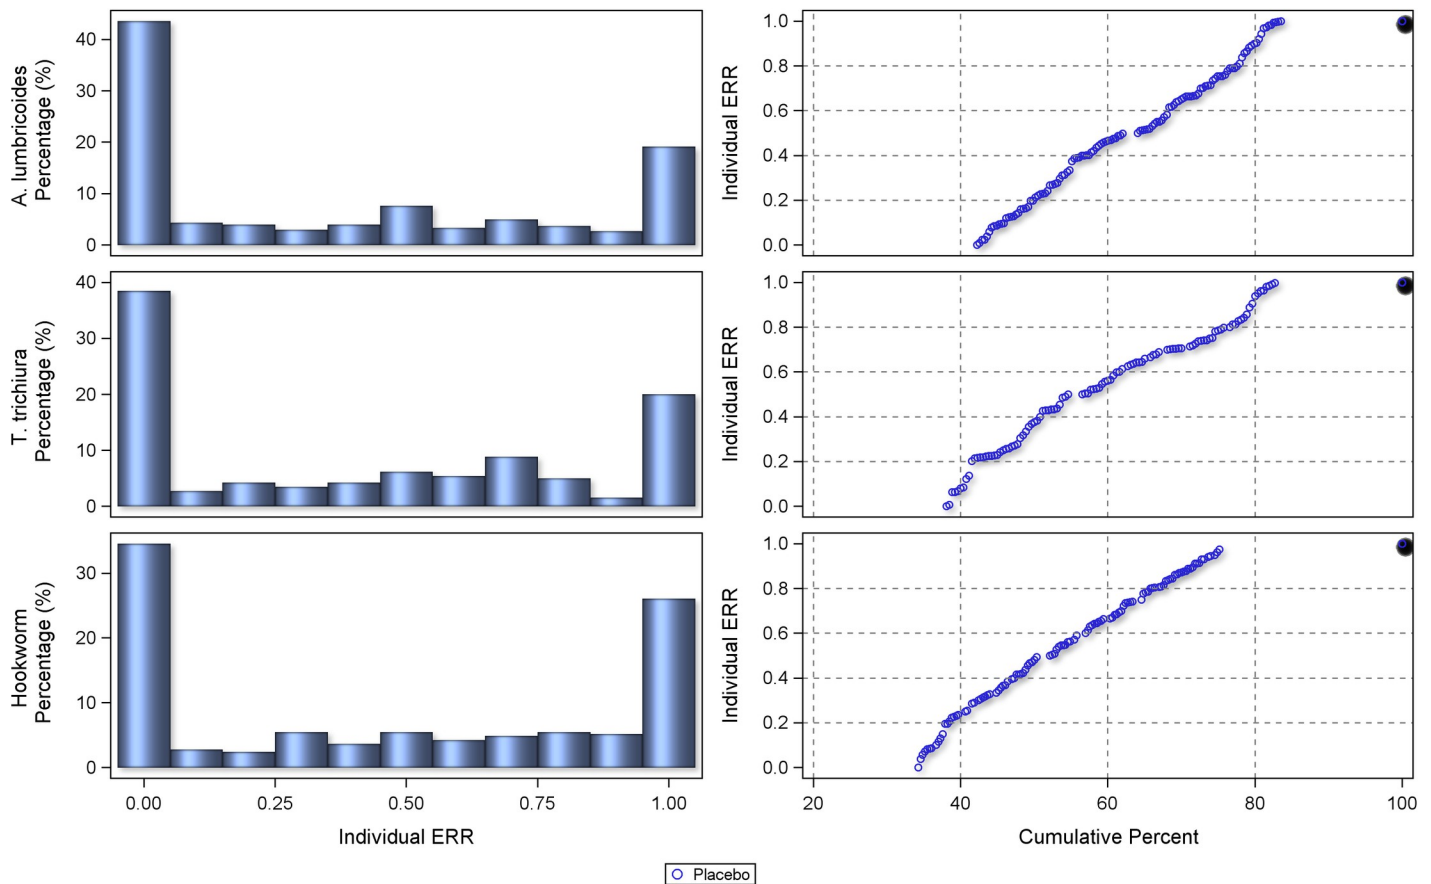 A. lumbricoides
Percentage (%)
40
30
20
10
0
Individual ERR
1.0
0.8
0.6
0.4
0.2
0.0
T. trichiura
Percentage (%)
40
30
20
10
0
Individual ERR
1.0
0.8
0.6
0.4
0.2
0.0
Hookworm
Percentage (%)
30
20
10
0
Individual ERR
1.0
0.8
0.6
0.4
0.2
0.0
0.00 0.25 0.50 0.75 1.00
Individual ERR
20 40 60 80 100
Cumulative Percent
Placebo